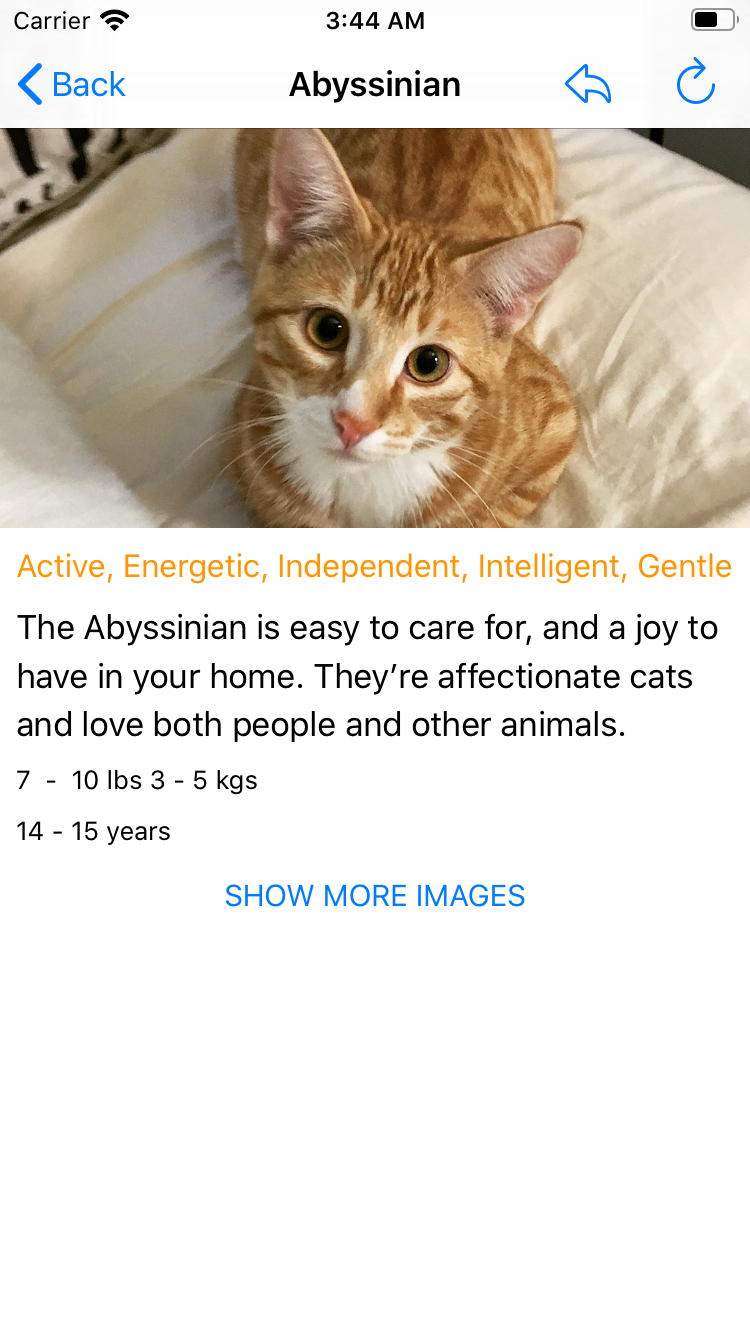 Carrier
3:44 AM
Back
Abyssinian
Active, Energetic, Independent, Intelligent, Gentle
The Abyssinian is easy to care for, and a joy to
have in your home. They’re affectionate cats
and love both people and other animals.
7  -  10 lbs 3 - 5 kgs
14 - 15 years
SHOW MORE IMAGES